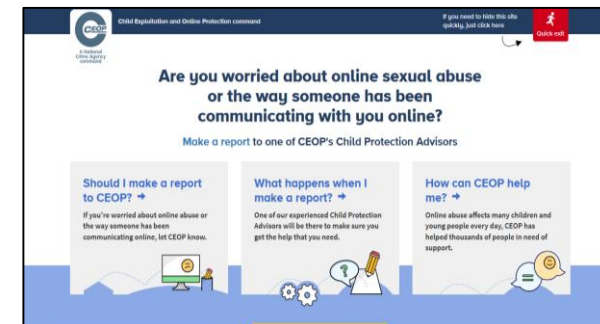 CEOP
A National
Crime Agency
command
Child Exploitation and Online Protection command
If you need to hide this site
quickly, just click here
Quick exit
Are you worried about online sexual abuse
or the way someone has been
communicating with you online?
Make a report to one of CEOP's Child Protection Advisors
Should I make a report
to CEOP? →
If you're worried about online abuse or
the way someone has been
communicating online, let CEOP know.
What happens when I
make a report? →
One of our experienced Child Protection
Advisors will be there to make sure you
get the help that you need.
How can CEOP help
me? →
Online abuse affects many children and
young people every day, CEOP has
helped thousands of people in need of
support.